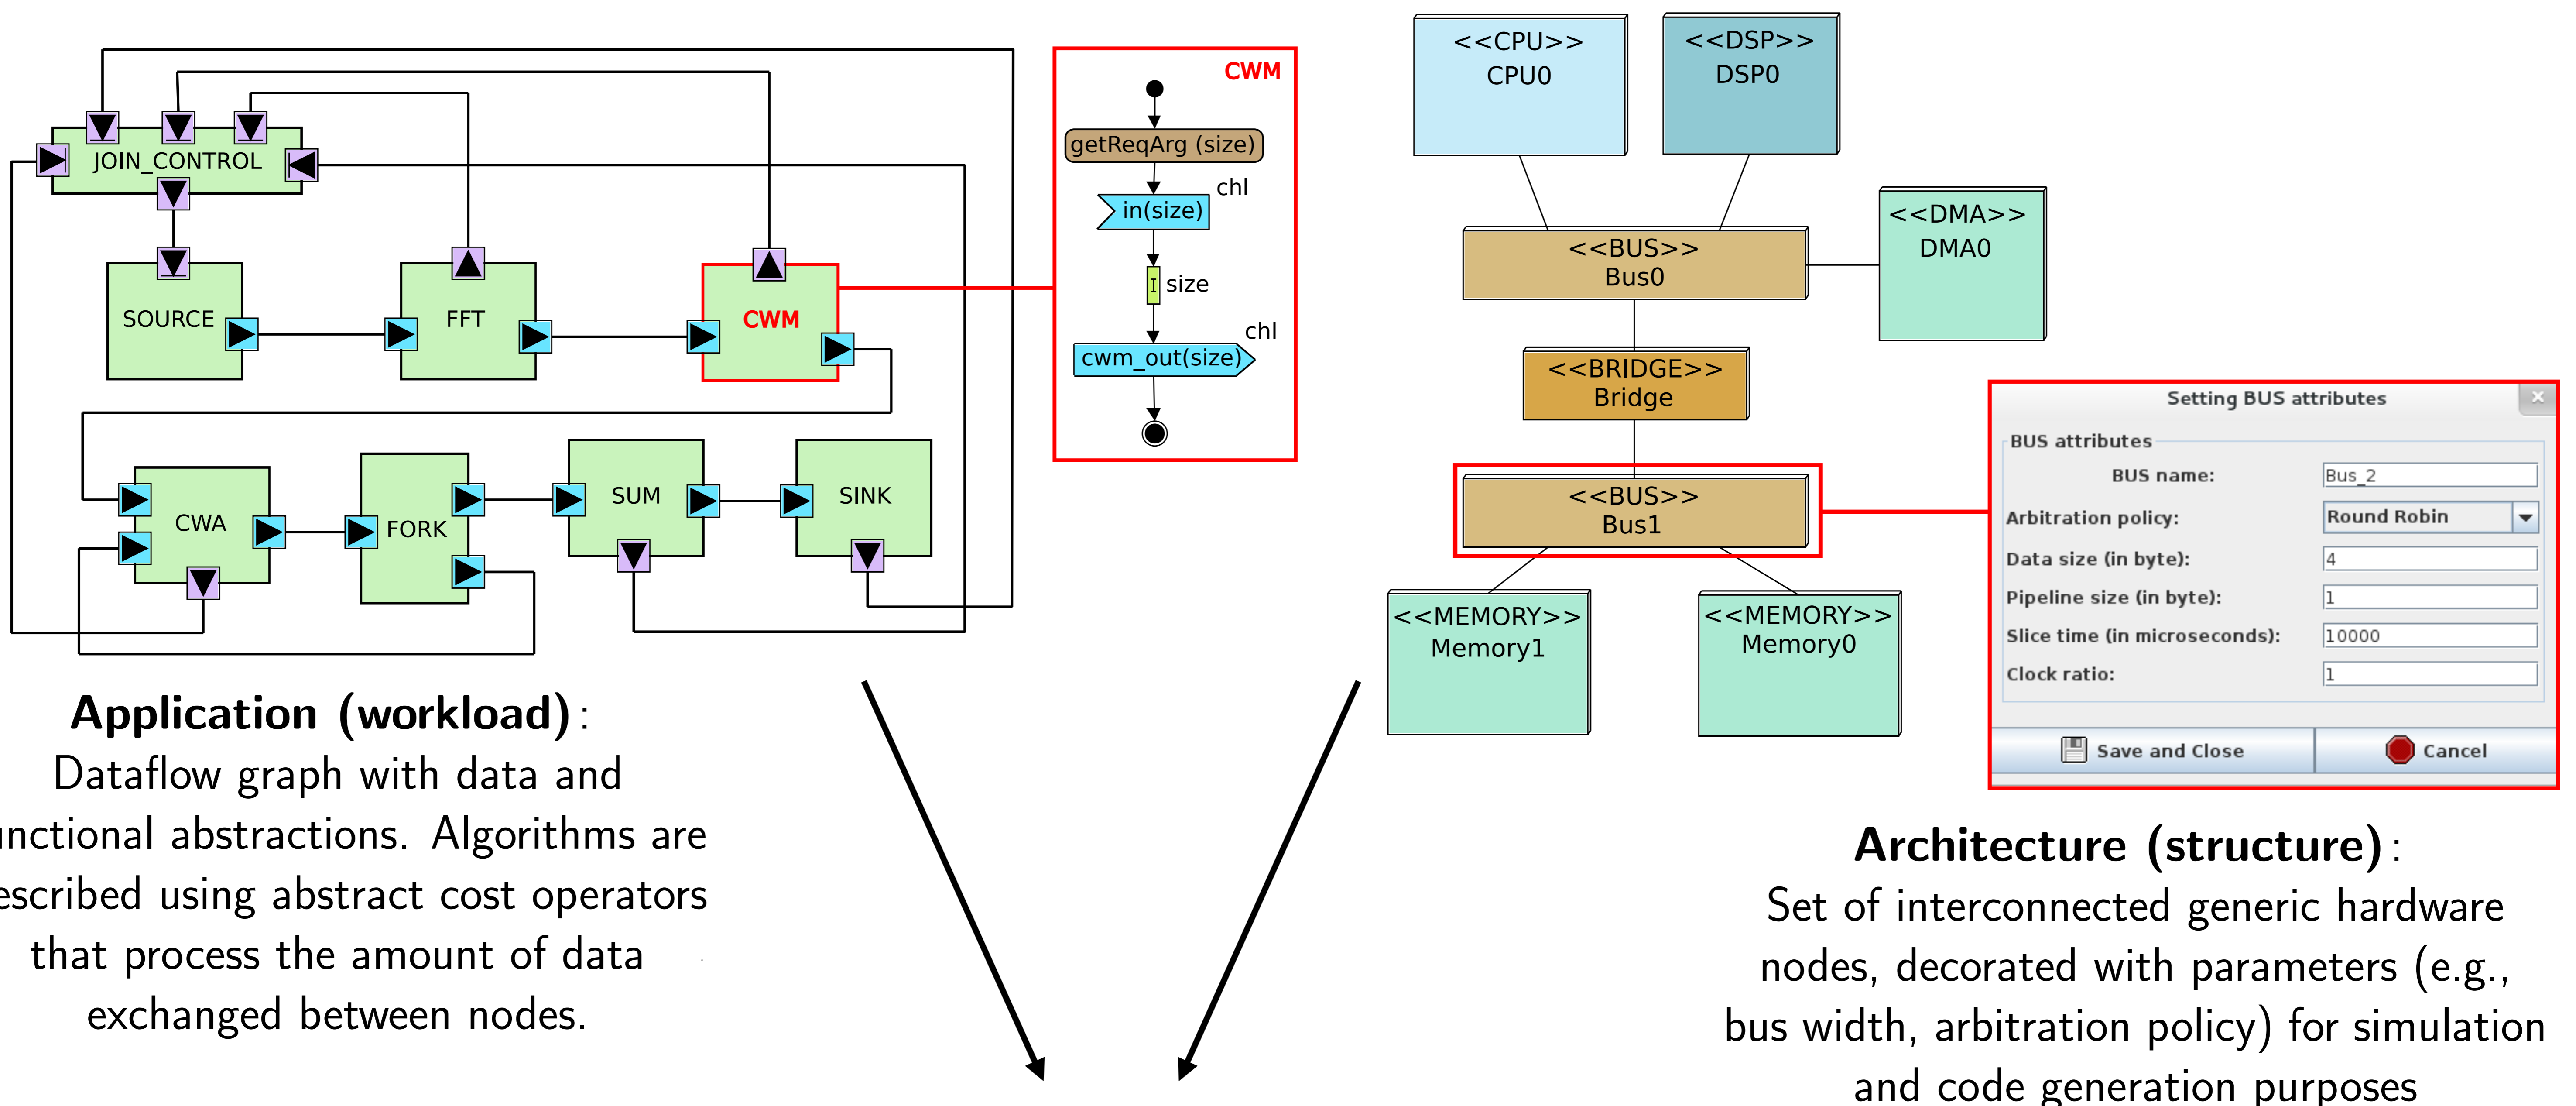 JOIN_CONTROL
SOURCE
FFT
CWM
CWA
FORK
SUM
SINK
CWM
getReqArg (size)
chl
in(size)
I
size
chl
cwm_out(size)
<<CPU>>
CPU0
<<DSP>>
DSP0
<<DMA>>
DMA0
<<BUS>>
Bus0
<<BRIDGE>>
Bridge
<<BUS>>
Bus1
<<MEMORY>>
Memory1
<<MEMORY>>
Memory0
Setting BUS attributes
BUS attributes
BUS name: Bus_2
Arbitration policy: Round Robin
Data size (in byte): 4
Pipeline size (in byte): 1
Slice time (in microseconds): 10000
Clock ratio: 1
Save and Close
Cancel
Application (workload):
Dataflow graph with data and
unctional abstractions. Algorithms are
escribed using abstract cost operators
that process the amount of data
exchanged between nodes.
Architecture (structure):
Set of interconnected generic hardware
nodes, decorated with parameters (e.g.,
bus width, arbitration policy) for simulation
and code generation purposes